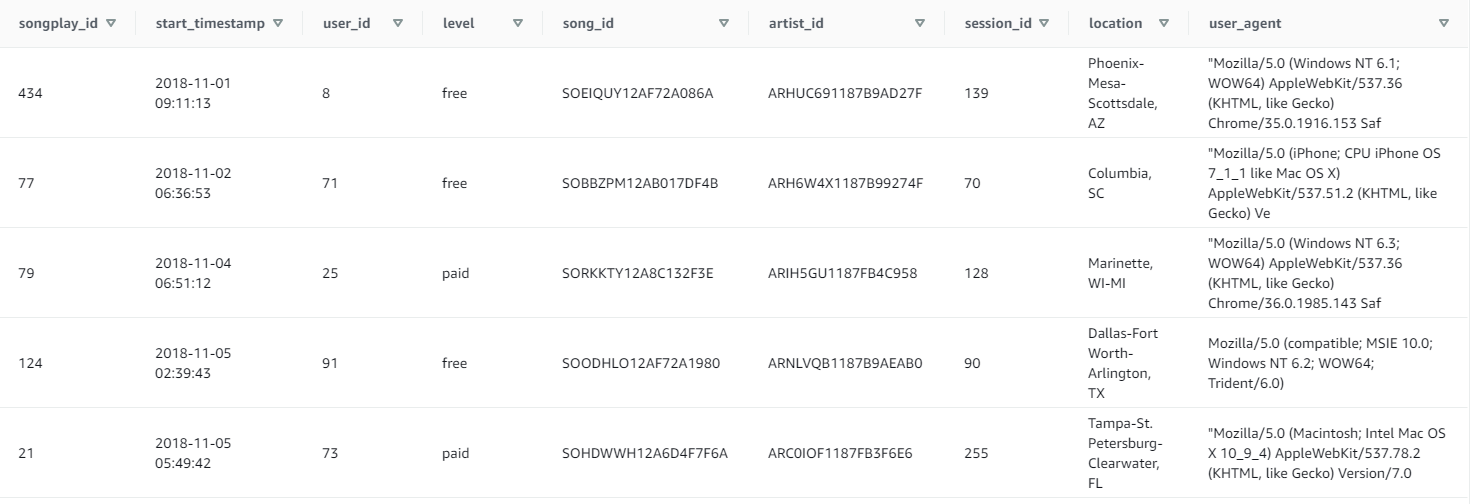 songplay_id start_timestamp user_id level song_id artist_id session_id location user_agent
434
2018-11-01
09:11:13
8
free
SOEIQUY12AF72A086A
ARHUC691187B9AD27F
139
Phoenix-
Mesa-
Scottsdale,
AZ
"Mozilla/5.0 (Windows NT 6.1;
WOW64) AppleWebKit/537.36
(KHTML, like Gecko)
Chrome/35.0.1916.153 Saf
77
2018-11-02
06:36:53
71
free
SOBBZPM12AB017DF4B
ARH6W4X1187B99274F
70
Columbia,
SC
"Mozilla/5.0 (iPhone; CPU iPhone OS
7_1_1 like Mac OS X)
AppleWebKit/537.51.2 (KHTML, like
Gecko) Ve
79
2018-11-04
06:51:12
25
paid
SORKKTY12A8C132F3E
ARIH5GU1187FB4C958
128
Marinette,
WI-MI
"Mozilla/5.0 (Windows NT 6.3;
WOW64) AppleWebKit/537.36
(KHTML, like Gecko)
Chrome/36.0.1985.143 Saf
124
2018-11-05
02:39:43
91
free
SOODHLO12AF72A1980
ARNLVQB1187B9AEAB0
90
Dallas-Fort
Worth-
Arlington,
TX
Mozilla/5.0 (compatible; MSIE 10.0;
Windows NT 6.2; WOW64;
Trident/6.0)
21
2018-11-05
05:49:42
73
paid
SOHDWWH12A6D4F7F6A
ARC0IOF1187FB3F6E6
255
Tampa-St.
Petersburg-
Clearwater,
FL
"Mozilla/5.0 (Macintosh; Intel Mac OS
X 10_9_4) AppleWebKit/537.78.2
(KHTML, like Gecko) Version/7.0